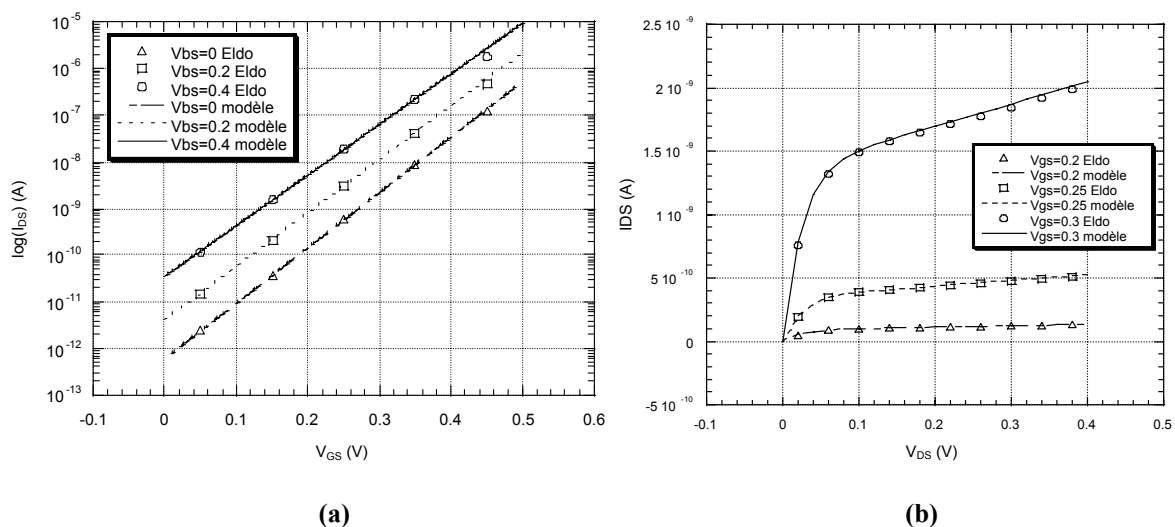 10⁻⁵
10⁻⁶
10⁻⁷
10⁻⁸
10⁻⁹
10⁻¹⁰
10⁻¹¹
10⁻¹²
10⁻¹³
log(I_DS) (A)
Vbs=0 Eldo
Vbs=0.2 Eldo
Vbs=0.4 Eldo
Vbs=0 modèle
Vbs=0.2 modèle
Vbs=0.4 modèle
-0.1 0 0.1 0.2 0.3 0.4 0.5 0.6
V_GS (V)
(a)
2.5 10⁻⁹
2 10⁻⁹
1.5 10⁻⁹
1 10⁻⁹
5 10⁻¹⁰
0
-5 10⁻¹⁰
IDS (A)
Vgs=0.2 Eldo
Vgs=0.2 modèle
Vgs=0.25 Eldo
Vgs=0.25 modèle
Vgs=0.3 Eldo
Vgs=0.3 modèle
-0.1 0 0.1 0.2 0.3 0.4 0.5
V_DS (V)
(b)